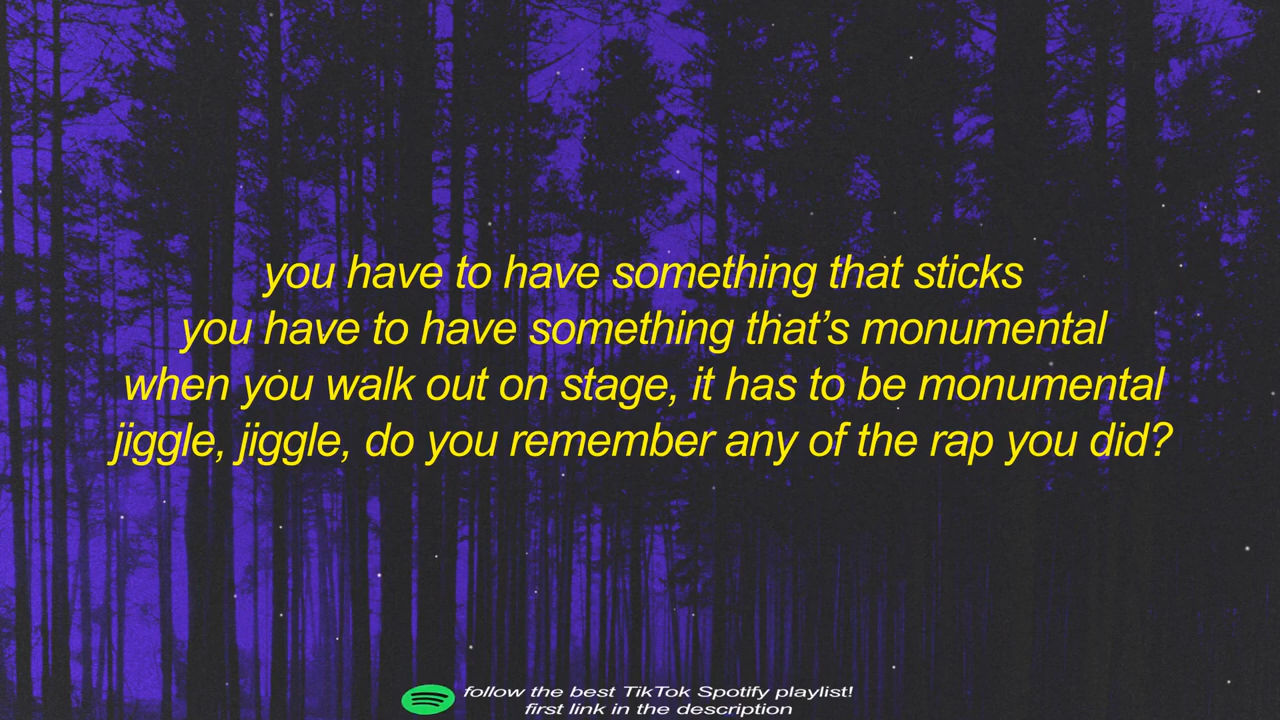 you have to have something that sticks
you have to have something that’s monumental
when you walk out on stage, it has to be monumental
jiggle, jiggle, do you remember any of the rap you did?
follow the best TikTok Spotify playlist!
first link in the description